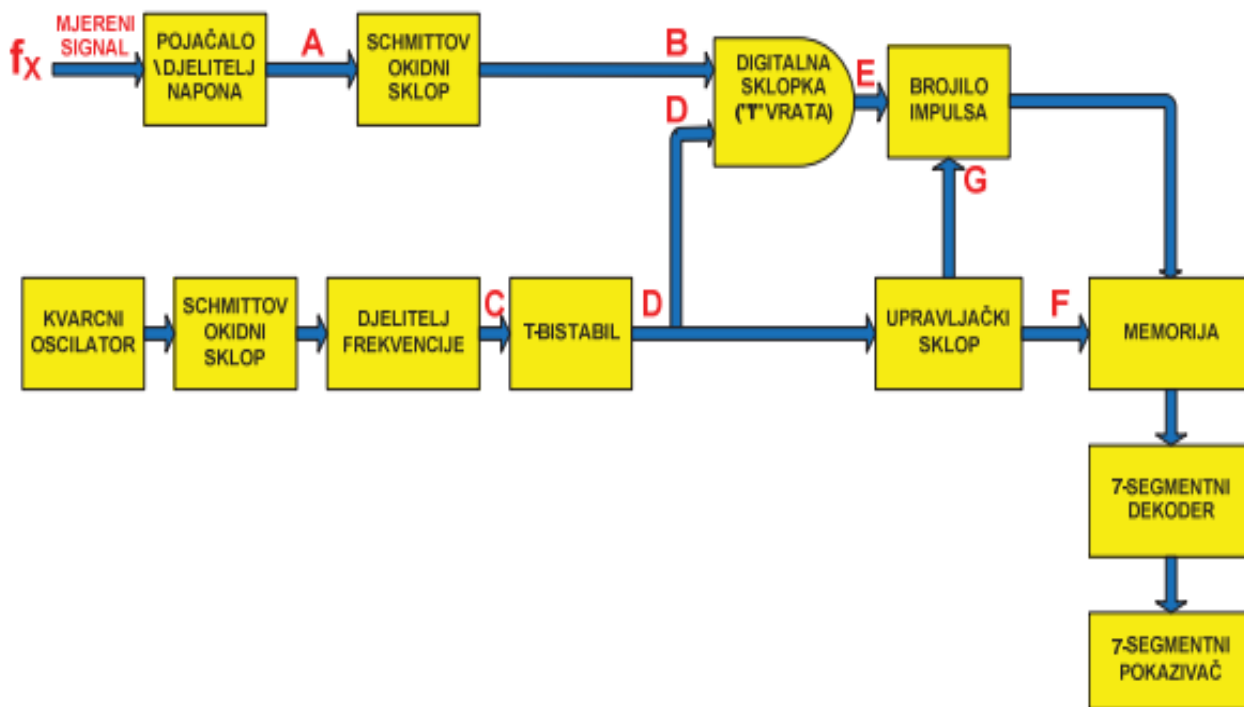 MJERENI
SIGNAL
fX
POJAČALO
\DJELITELJ
NAPONA
A
SCHMITTOV
OKIDNI
SKLOP
B
D
DIGITALNA
SKLOPKA
("I" VRATA)
E
BROJILO
IMPULSA
G
KVARCNI
OSCILATOR
SCHMITTOV
OKIDNI
SKLOP
DJELITELJ
FREKVENCIJE
C
T-BISTABIL
D
UPRAVLJAČKI
SKLOP
F
MEMORIJA
7-SEGMENTNI
DEKODER
7-SEGMENTNI
POKAZIVAČ